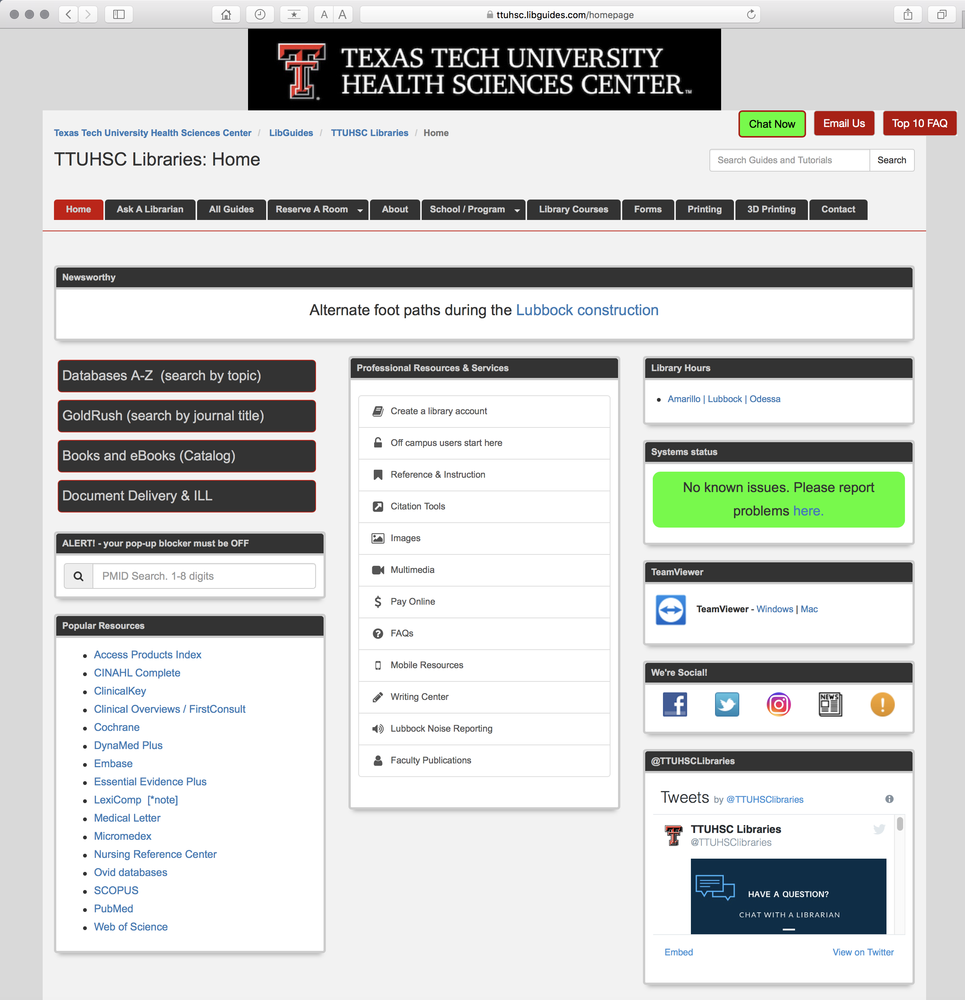 A A
ttuhsc.libguides.com/homepage
TEXAS TECH UNIVERSITY
HEALTH SCIENCES CENTER.™
Chat Now
Email Us
Top 10 FAQ
Texas Tech University Health Sciences Center / LibGuides / TTUHSC Libraries / Home
TTUHSC Libraries: Home
Search Guides and Tutorials Search
Home Ask A Librarian All Guides Reserve A Room About School / Program Library Courses Forms Printing 3D Printing Contact
Newsworthy
Alternate foot paths during the Lubbock construction
Databases A-Z (search by topic)
GoldRush (search by journal title)
Books and eBooks (Catalog)
Document Delivery & ILL
ALERT! - your pop-up blocker must be OFF
PMID Search. 1-8 digits
Popular Resources
Access Products Index
CINAHL Complete
ClinicalKey
Clinical Overviews / FirstConsult
Cochrane
DynaMed Plus
Embase
Essential Evidence Plus
LexiComp [*note]
Medical Letter
Micromedex
Nursing Reference Center
Ovid databases
SCOPUS
PubMed
Web of Science
Professional Resources & Services
Create a library account
Off campus users start here
Reference & Instruction
Citation Tools
Images
Multimedia
Pay Online
FAQs
Mobile Resources
Writing Center
Lubbock Noise Reporting
Faculty Publications
Library Hours
Amarillo | Lubbock | Odessa
Systems status
No known issues. Please report
problems here.
TeamViewer
TeamViewer - Windows | Mac
We're Social!
NEWS
@TTUHSCLibraries
Tweets by @TTUHSClibraries
TTUHSC Libraries
@TTUHSClibraries
HAVE A QUESTION?
CHAT WITH A LIBRARIAN
Embed
View on Twitter